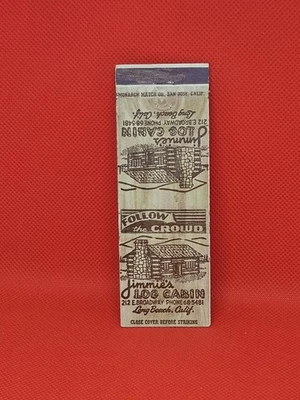 MONARCH MATCH CO. SAN JOSE, CALIF.
Long Beach, Calif.
212 E. BROADWAY PHONE 68-5481
LOG CABIN
Jimmie's
FOLLOW
the CROWD
Jimmie's
LOG CABIN
212 E. BROADWAY PHONE 68-5481
Long Beach, Calif.
CLOSE COVER BEFORE STRIKING